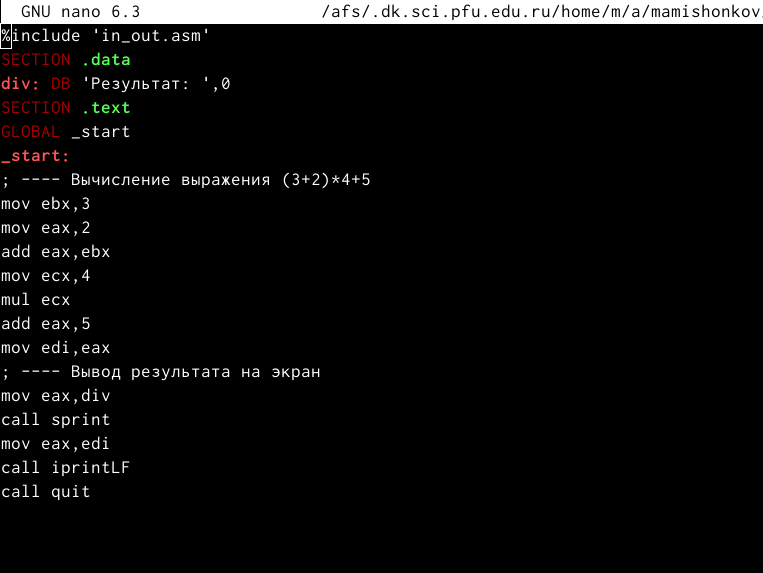 GNU nano 6.3 /afs/.dk.sci.pfu.edu.ru/home/m/a/mamishonkov
%include 'in_out.asm'
SECTION .data
div: DB 'Результат: ',0
SECTION .text
GLOBAL _start
_start:
; ---- Вычисление выражения (3+2)*4+5
mov ebx,3
mov eax,2
add eax,ebx
mov ecx,4
mul ecx
add eax,5
mov edi,eax
; ---- Вывод результата на экран
mov eax,div
call sprint
mov eax,edi
call iprintLF
call quit